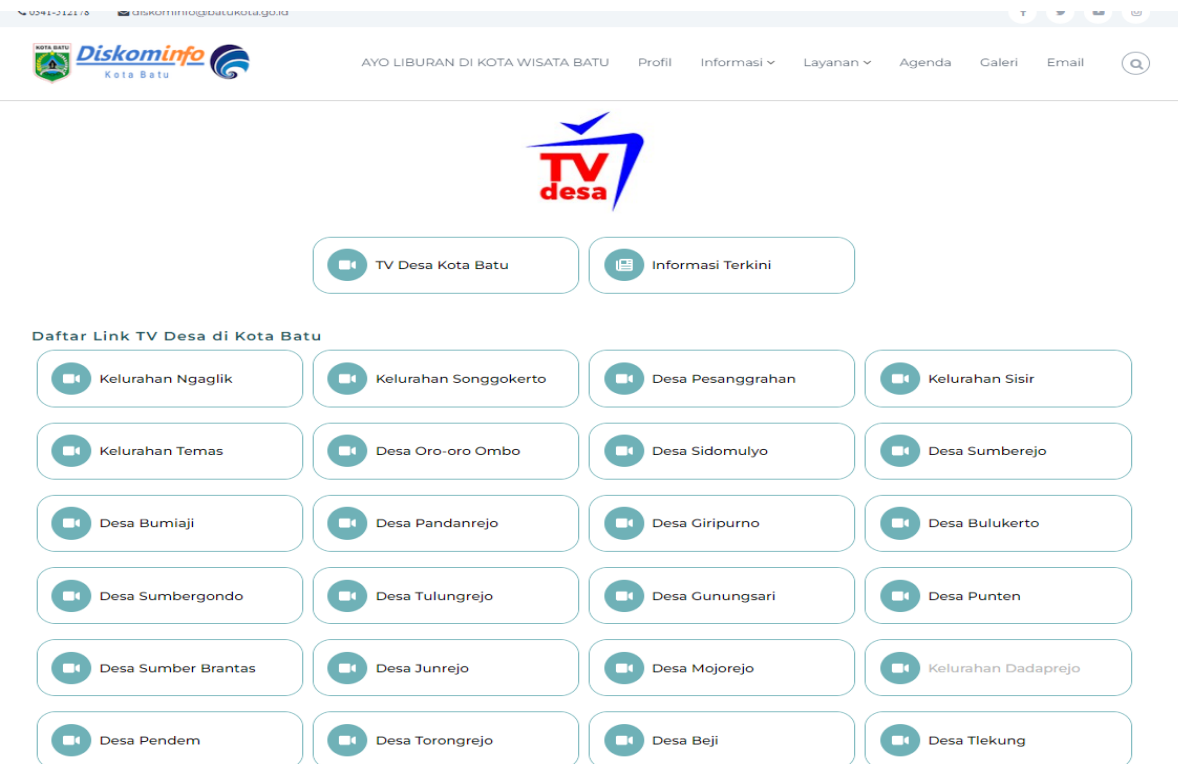 0341-512178 diskominfo@batukota.go.id
KOTA BATU
Diskominfo
Kota Batu
AYO LIBURAN DI KOTA WISATA BATU Profil Informasi Layanan Agenda Galeri Email
TV
desa
TV Desa Kota Batu Informasi Terkini
Daftar Link TV Desa di Kota Batu
Kelurahan Ngaglik Kelurahan Songgokerto Desa Pesanggrahan Kelurahan Sisir
Kelurahan Temas Desa Oro-oro Ombo Desa Sidomulyo Desa Sumberejo
Desa Bumiaji Desa Pandanrejo Desa Giripurno Desa Bulukerto
Desa Sumbergondo Desa Tulungrejo Desa Gunungsari Desa Punten
Desa Sumber Brantas Desa Junrejo Desa Mojorejo Kelurahan Dadaprejo
Desa Pendem Desa Torongrejo Desa Beji Desa Tlekung